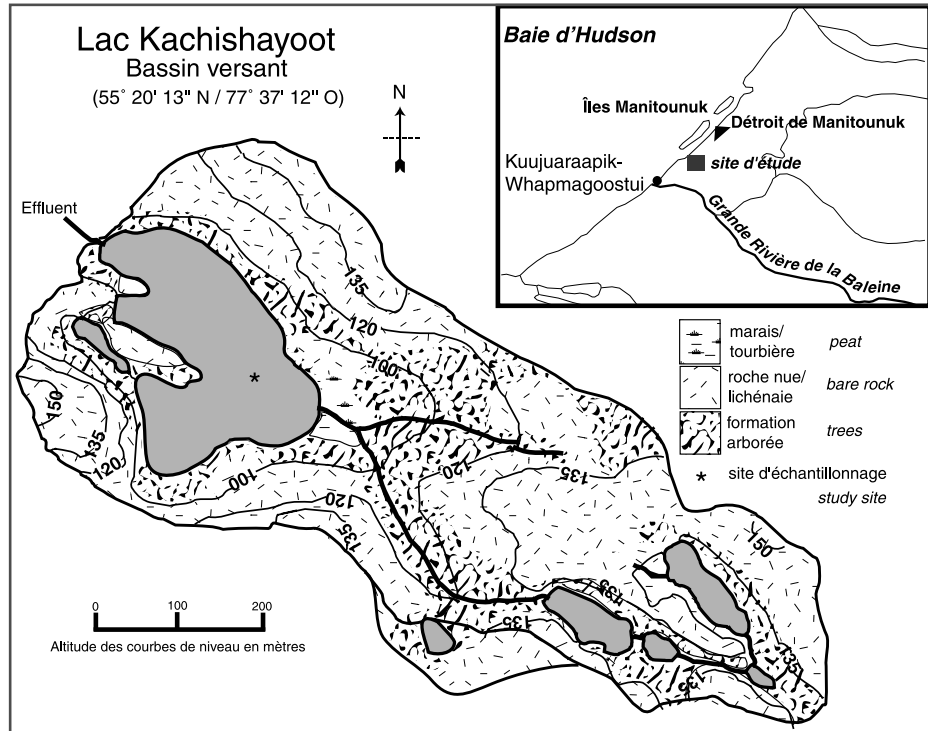 Lac Kachishayoot
Bassin versant
(55° 20' 13" N / 77° 37' 12" O)
N
Effluent
135
120
100
150
135
120
100
120
135
120
135
150
135
135
135
135
*
0 100 200
Altitude des courbes de niveau en mètres
Baie d'Hudson
Îles Manitounuk
Détroit de Manitounuk
Kuujuaraapik-
Whapmagoostui
site d'étude
Grande Rivière de la Baleine
marais/
tourbière
peat
roche nue/
lichénaie
bare rock
formation
arborée
trees
* site d'échantillonnage
study site